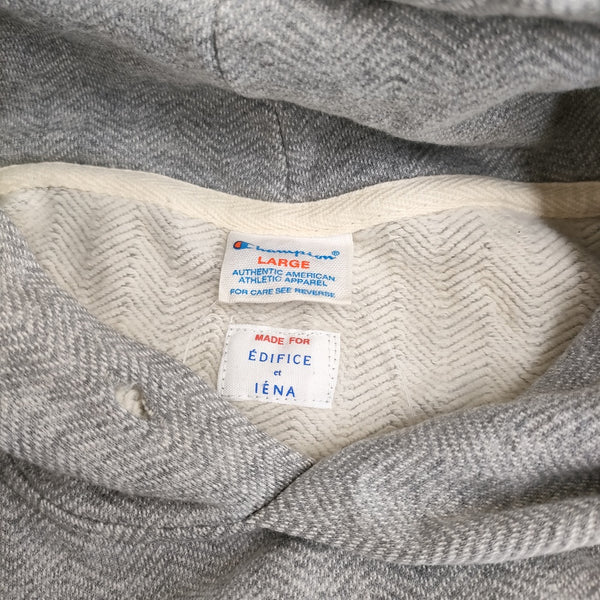 Champion®
LARGE
AUTHENTIC AMERICAN
ATHLETIC APPAREL
FOR CARE SEE REVERSE
MADE FOR
ÉDIFICE
et
IÉNA